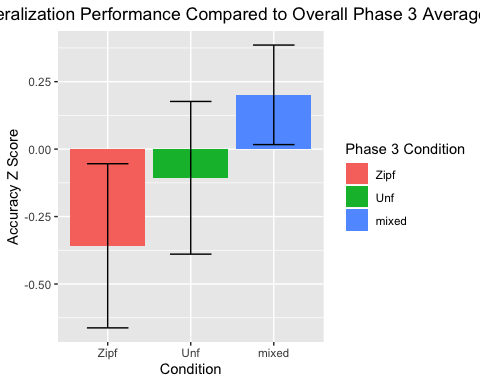 eralization Performance Compared to Overall Phase 3 Average
Accuracy Z Score
0.25
0.00
-0.25
-0.50
Zipf
Unf
mixed
Condition
Phase 3 Condition
Zipf
Unf
mixed